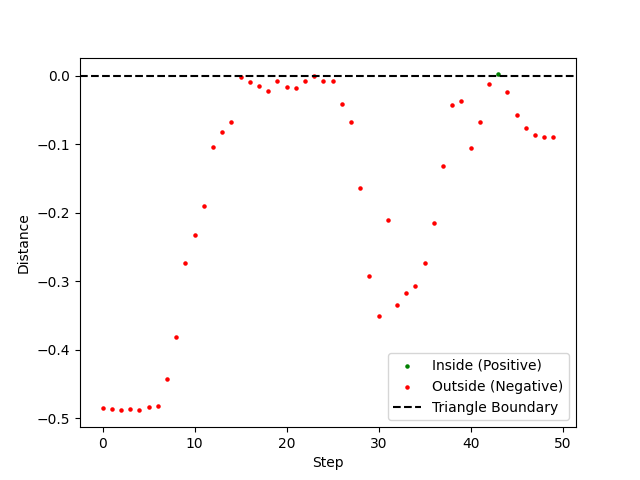 0.0
−0.1
−0.2
−0.3
−0.4
−0.5
Distance
Inside (Positive)
Outside (Negative)
Triangle Boundary
0 10 20 30 40 50
Step